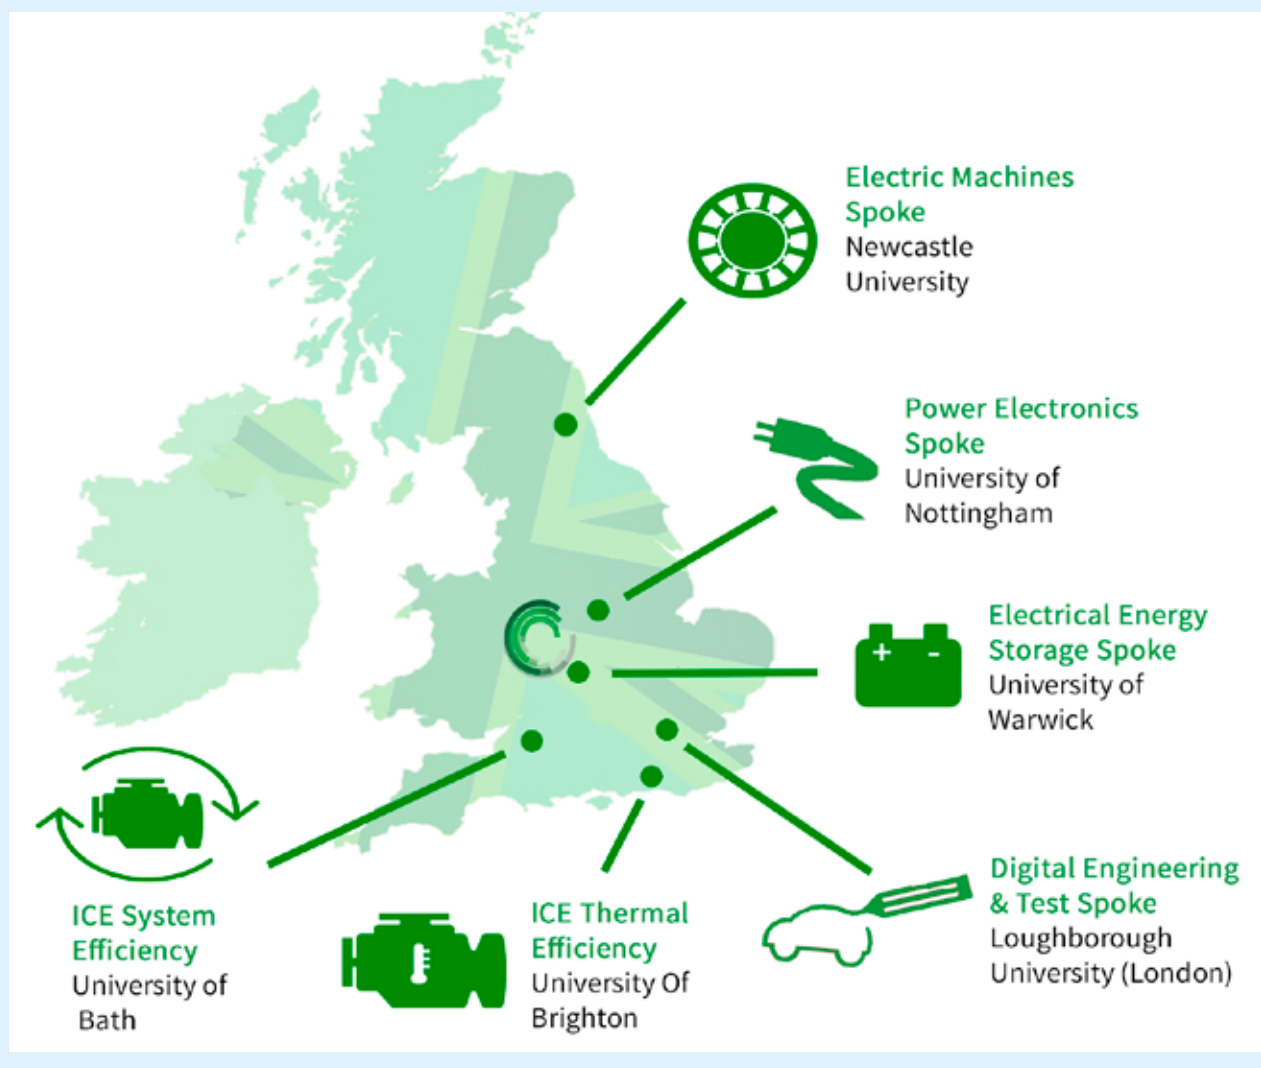 Electric Machines
Spoke
Newcastle
University
Power Electronics
Spoke
University of
Nottingham
Electrical Energy
Storage Spoke
University of
Warwick
+ -
Digital Engineering
& Test Spoke
Loughborough
University (London)
ICE Thermal
Efficiency
University Of
Brighton
ICE System
Efficiency
University of
Bath